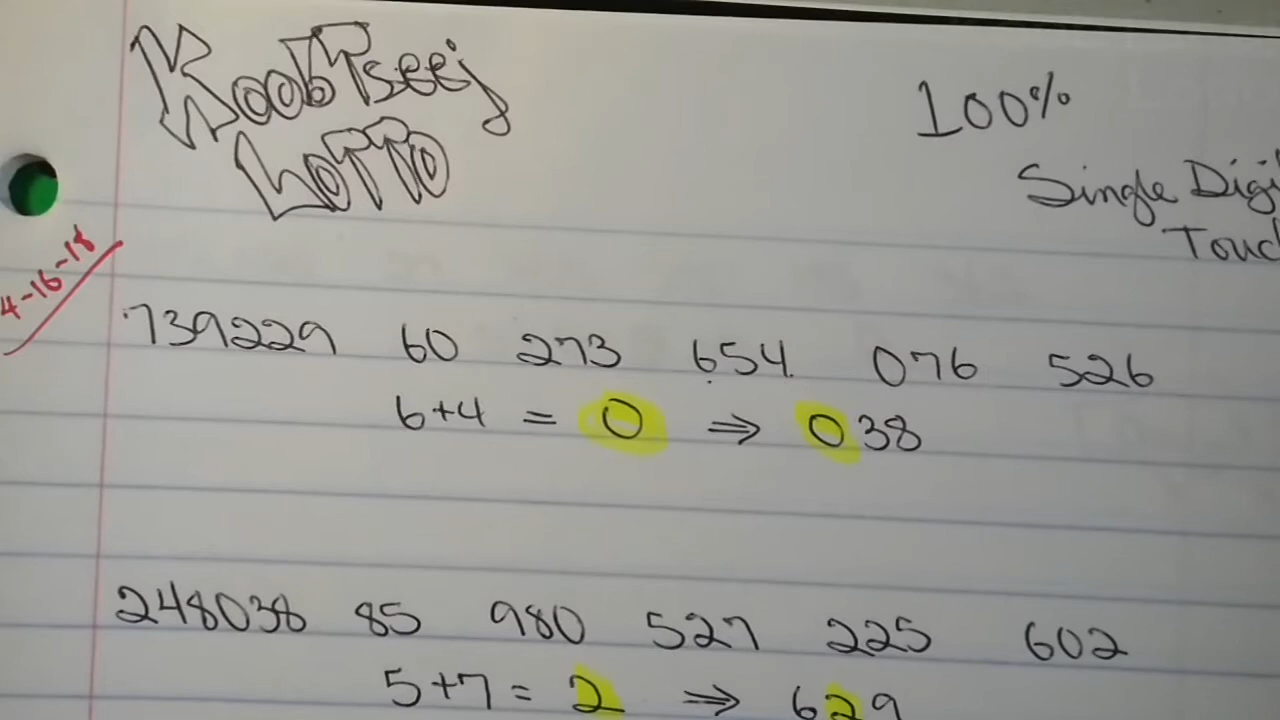 KOOBTSEEJ
LOTTO
100%
Single Digi
Touc
4-16-18
739229 60 273 654 076 526
6+4 = 0 ⇒ 038
248038 85 980 527 225 602
5+7 = 2 ⇒ 629